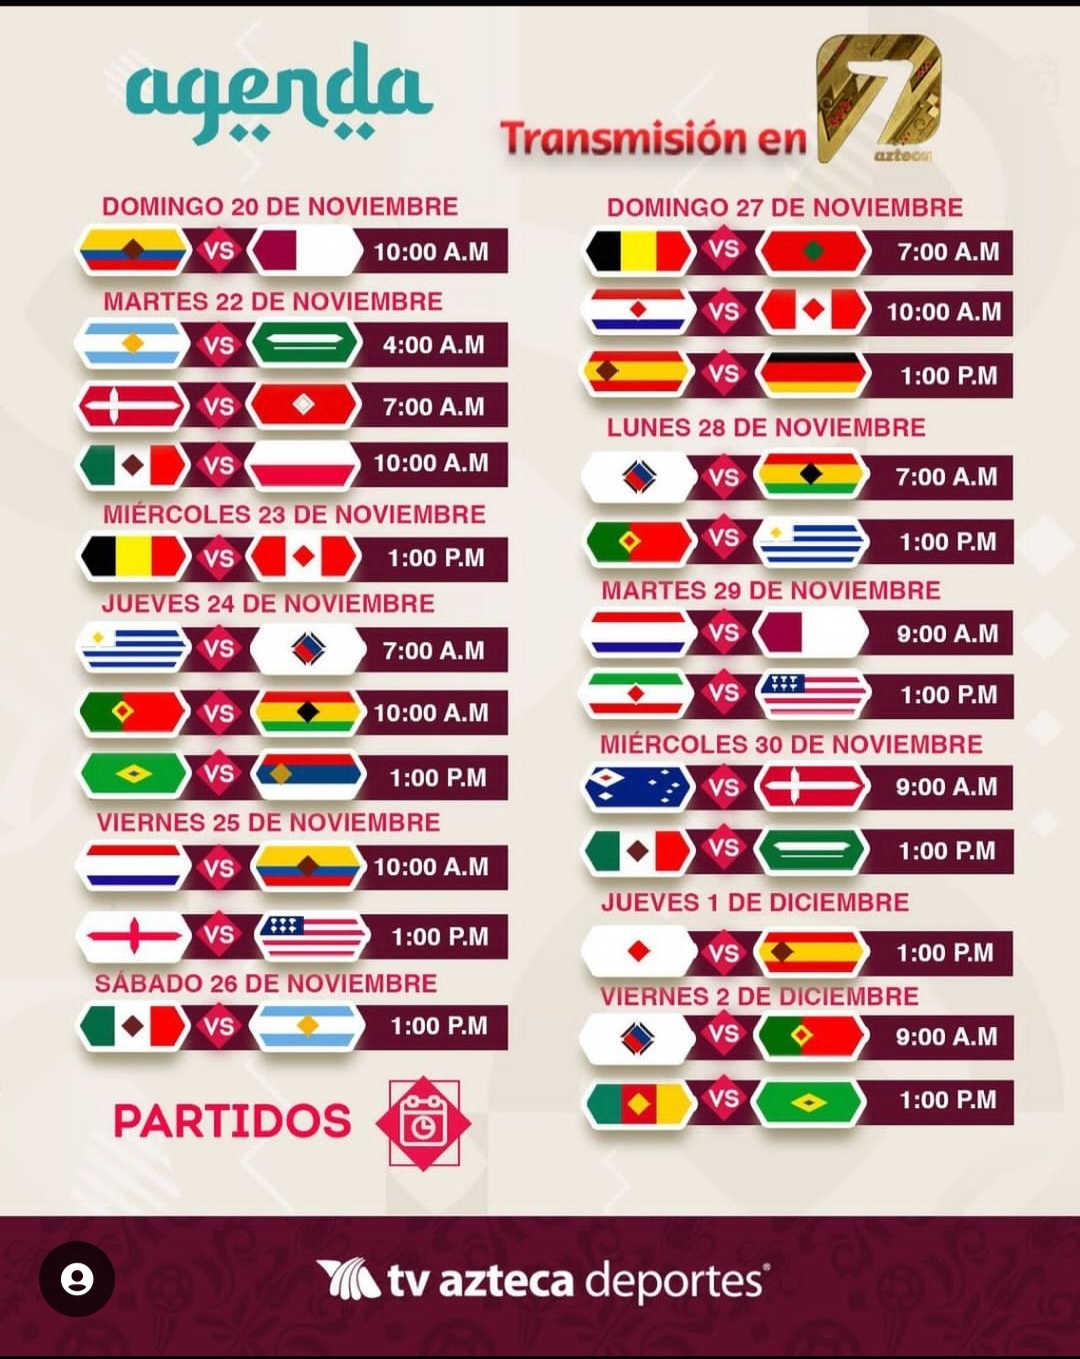 agenda
Transmisión en 7
azteca
DOMINGO 20 DE NOVIEMBRE
VS 10:00 A.M
MARTES 22 DE NOVIEMBRE
VS 4:00 A.M
VS 7:00 A.M
VS 10:00 A.M
MIÉRCOLES 23 DE NOVIEMBRE
VS 1:00 P.M
JUEVES 24 DE NOVIEMBRE
VS 7:00 A.M
VS 10:00 A.M
VS 1:00 P.M
VIERNES 25 DE NOVIEMBRE
VS 10:00 A.M
VS 1:00 P.M
SÁBADO 26 DE NOVIEMBRE
VS 1:00 P.M
PARTIDOS
DOMINGO 27 DE NOVIEMBRE
VS 7:00 A.M
VS 10:00 A.M
VS 1:00 P.M
LUNES 28 DE NOVIEMBRE
VS 7:00 A.M
VS 1:00 P.M
MARTES 29 DE NOVIEMBRE
VS 9:00 A.M
VS 1:00 P.M
MIÉRCOLES 30 DE NOVIEMBRE
VS 9:00 A.M
VS 1:00 P.M
JUEVES 1 DE DICIEMBRE
VS 1:00 P.M
VIERNES 2 DE DICIEMBRE
VS 9:00 A.M
VS 1:00 P.M
tv azteca deportes®